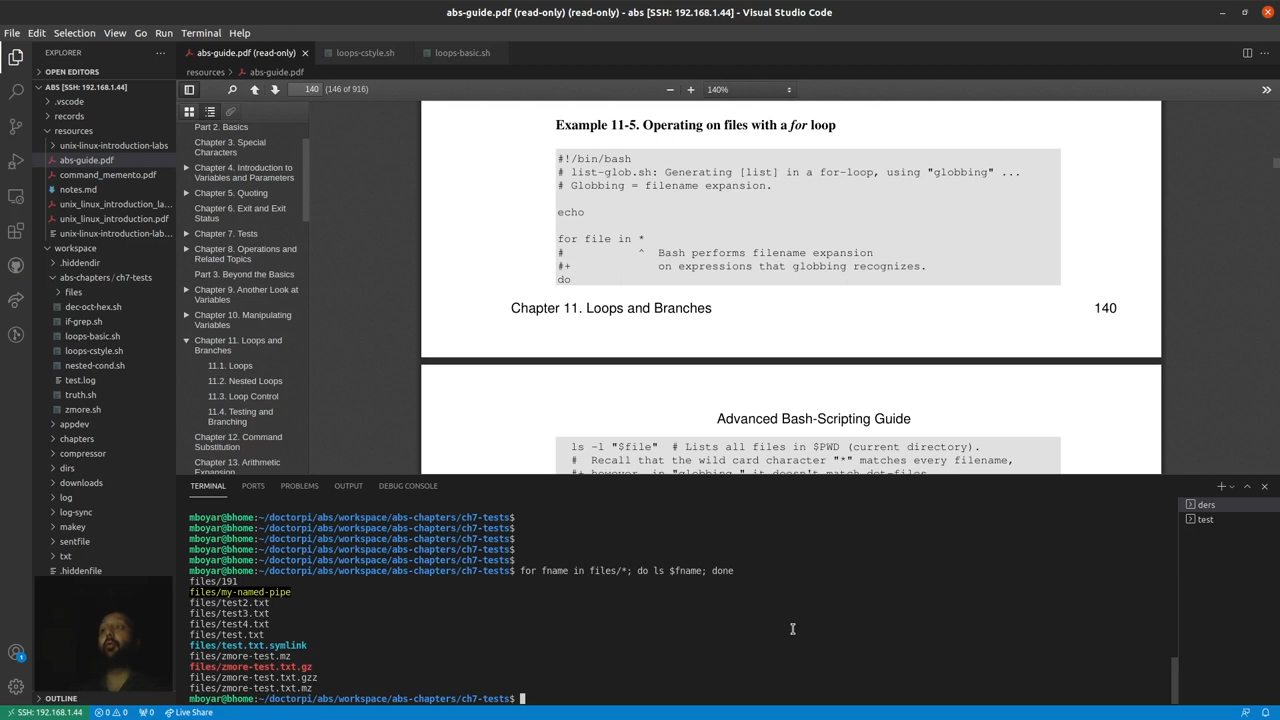 abs-guide.pdf (read-only) (read-only) - abs [SSH: 192.168.1.44] - Visual Studio Code
File Edit Selection View Go Run Terminal Help
EXPLORER
OPEN EDITORS
ABS [SSH: 192.168.1.44]
.vscode
records
resources
unix-linux-introduction-labs
abs-guide.pdf
command_memento.pdf
notes.md
unix_linux_introduction_la...
unix_linux_introduction.pdf
unix-linux-introduction-lab...
workspace
.hiddendir
abs-chapters / ch7-tests
files
dec-oct-hex.sh
if-grep.sh
loops-basic.sh
loops-cstyle.sh
nested-cond.sh
test.log
truth.sh
zmore.sh
appdev
chapters
compressor
dirs
downloads
log
log-sync
makey
sentfile
txt
.hiddenfile
OUTLINE
abs-guide.pdf (read-only)
loops-cstyle.sh
loops-basic.sh
resources > abs-guide.pdf
140 (146 of 916)
140%
Part 2. Basics
Chapter 3. Special
Characters
Chapter 4. Introduction to
Variables and Parameters
Chapter 5. Quoting
Chapter 6. Exit and Exit
Status
Chapter 7. Tests
Chapter 8. Operations and
Related Topics
Part 3. Beyond the Basics
Chapter 9. Another Look at
Variables
Chapter 10. Manipulating
Variables
Chapter 11. Loops and
Branches
11.1. Loops
11.2. Nested Loops
11.3. Loop Control
11.4. Testing and
Branching
Chapter 12. Command
Substitution
Chapter 13. Arithmetic
Expansion
Example 11-5. Operating on files with a for loop
#!/bin/bash
# list-glob.sh: Generating [list] in a for-loop, using "globbing" ...
# Globbing = filename expansion.
echo
for file in *
# ^ Bash performs filename expansion
#+ on expressions that globbing recognizes.
do
Chapter 11. Loops and Branches 140
Advanced Bash-Scripting Guide
ls -l "$file" # Lists all files in $PWD (current directory).
# Recall that the wild card character "*" matches every filename,
#+ however, in "globbing," it doesn't match dot-files.
TERMINAL PORTS PROBLEMS OUTPUT DEBUG CONSOLE
ders
test
mboyar@bhome:~/doctorpi/abs/workspace/abs-chapters/ch7-tests$
mboyar@bhome:~/doctorpi/abs/workspace/abs-chapters/ch7-tests$
mboyar@bhome:~/doctorpi/abs/workspace/abs-chapters/ch7-tests$
mboyar@bhome:~/doctorpi/abs/workspace/abs-chapters/ch7-tests$
mboyar@bhome:~/doctorpi/abs/workspace/abs-chapters/ch7-tests$
mboyar@bhome:~/doctorpi/abs/workspace/abs-chapters/ch7-tests$ for fname in files/*; do ls $fname; done
files/191
files/my-named-pipe
files/test2.txt
files/test3.txt
files/test4.txt
files/test.txt
files/test.txt.symlink
files/zmore-test.mz
files/zmore-test.txt.gz
files/zmore-test.txt.gzz
files/zmore-test.txt.mz
mboyar@bhome:~/doctorpi/abs/workspace/abs-chapters/ch7-tests$
SSH: 192.168.1.44 0 0 0 Live Share
1